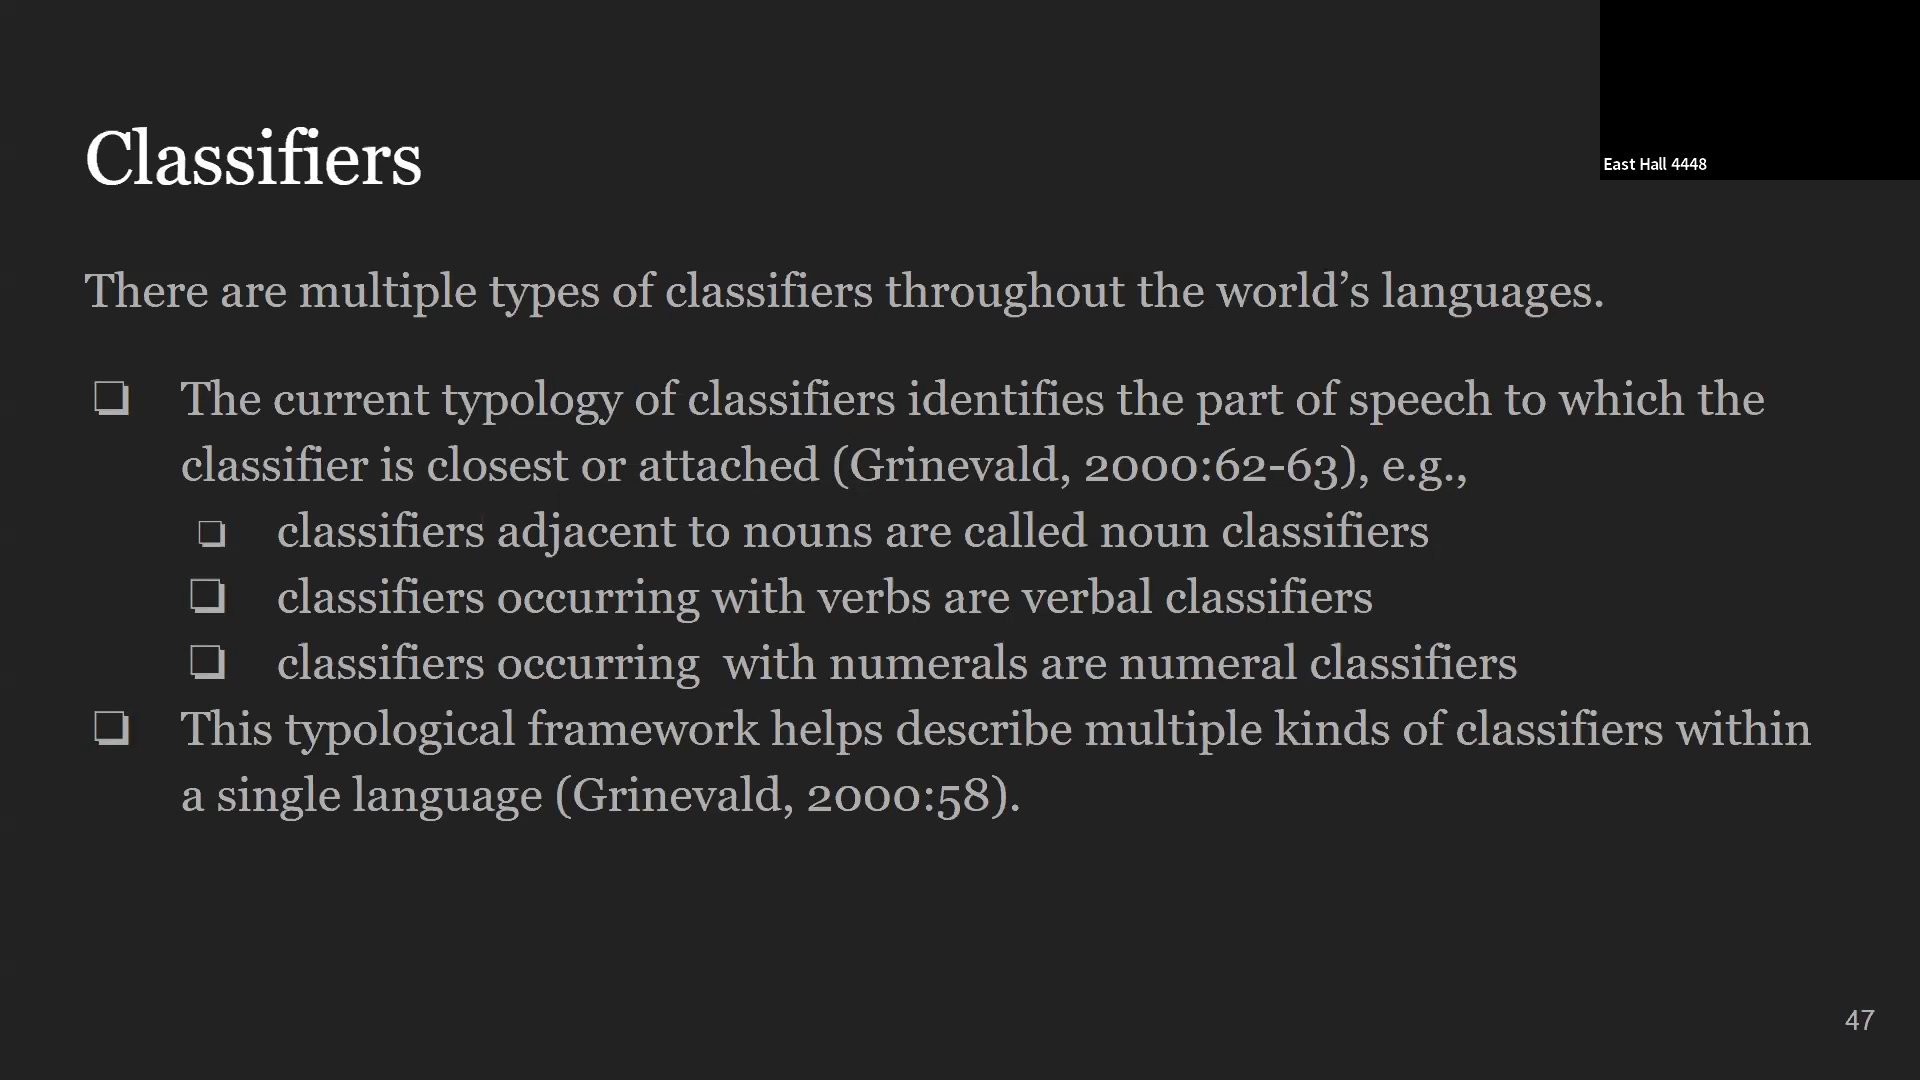 Classifiers
East Hall 4448
There are multiple types of classifiers throughout the world’s languages.
❏ The current typology of classifiers identifies the part of speech to which the
classifier is closest or attached (Grinevald, 2000:62-63), e.g.,
❏ classifiers adjacent to nouns are called noun classifiers
❏ classifiers occurring with verbs are verbal classifiers
❏ classifiers occurring  with numerals are numeral classifiers
❏ This typological framework helps describe multiple kinds of classifiers within
a single language (Grinevald, 2000:58).
47